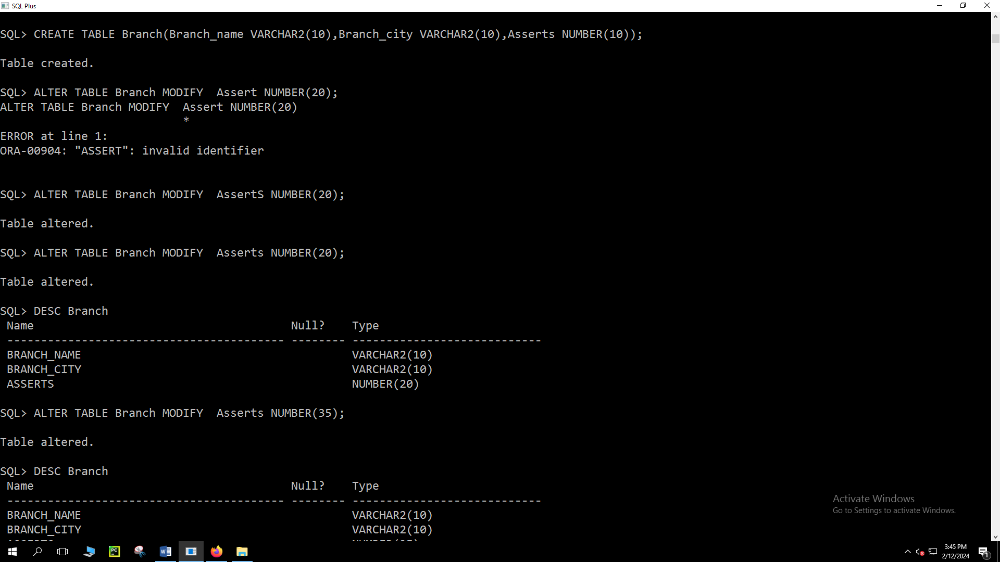 SQL Plus
SQL> CREATE TABLE Branch(Branch_name VARCHAR2(10),Branch_city VARCHAR2(10),Asserts NUMBER(10));
Table created.
SQL> ALTER TABLE Branch MODIFY  Assert NUMBER(20);
ALTER TABLE Branch MODIFY  Assert NUMBER(20)
*
ERROR at line 1:
ORA-00904: "ASSERT": invalid identifier
SQL> ALTER TABLE Branch MODIFY  AssertS NUMBER(20);
Table altered.
SQL> ALTER TABLE Branch MODIFY  Asserts NUMBER(20);
Table altered.
SQL> DESC Branch
Name Null? Type
----------------------------------------- -------- ----------------------------
BRANCH_NAME VARCHAR2(10)
BRANCH_CITY VARCHAR2(10)
ASSERTS NUMBER(20)
SQL> ALTER TABLE Branch MODIFY  Asserts NUMBER(35);
Table altered.
SQL> DESC Branch
Name Null? Type
----------------------------------------- -------- ----------------------------
BRANCH_NAME VARCHAR2(10)
BRANCH_CITY VARCHAR2(10)
Activate Windows
Go to Settings to activate Windows.
PC
3:45 PM
2/12/2024
1